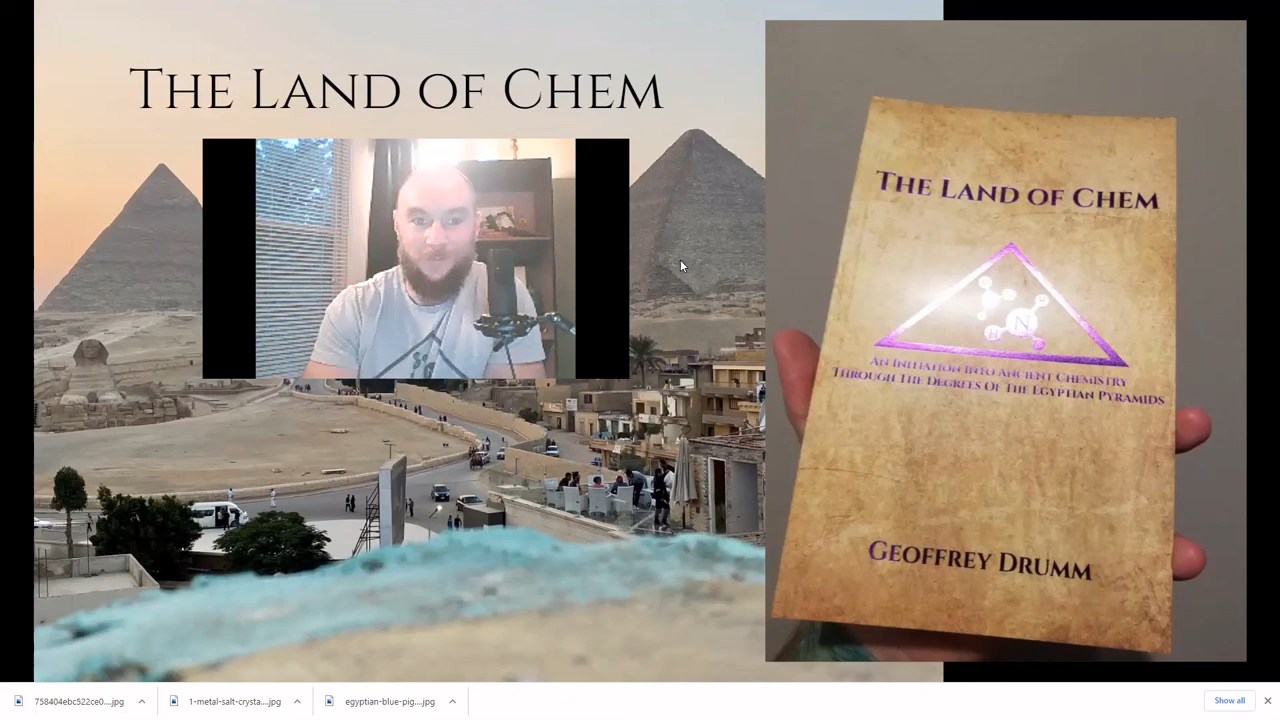 The Land of Chem
The Land of Chem
N
An Initiation Into Ancient Chemistry
Through The Degrees Of The Egyptian Pyramids
Geoffrey Drumm
758404ebc522ce0....jpg
1-metal-salt-crysta....jpg
egyptian-blue-pig....jpg
Show all